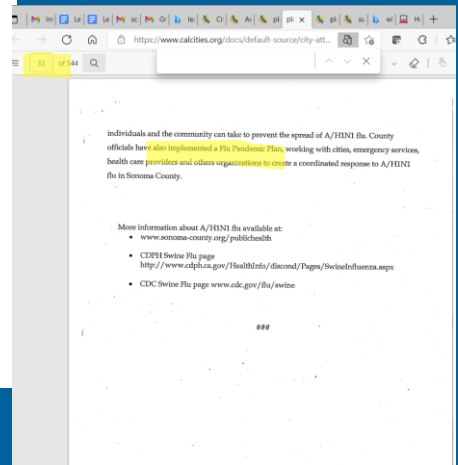 https://www.calcities.org/docs/default-source/city-att...
31 of 544
individuals and the community can take to prevent the spread of A/H1N1 flu. County
officials have also implemented a Flu Pandemic Plan, working with cities, emergency services,
health care providers and others organizations to create a coordinated response to A/H1N1
flu in Sonoma County.
More information about A/H1N1 flu available at:
• www.sonoma-county.org/publichealth
• CDPH Swine Flu page
http://www.cdph.ca.gov/HealthInfo/discond/Pages/SwineInfluenza.aspx
• CDC Swine Flu page www.cdc.gov/flu/swine
###